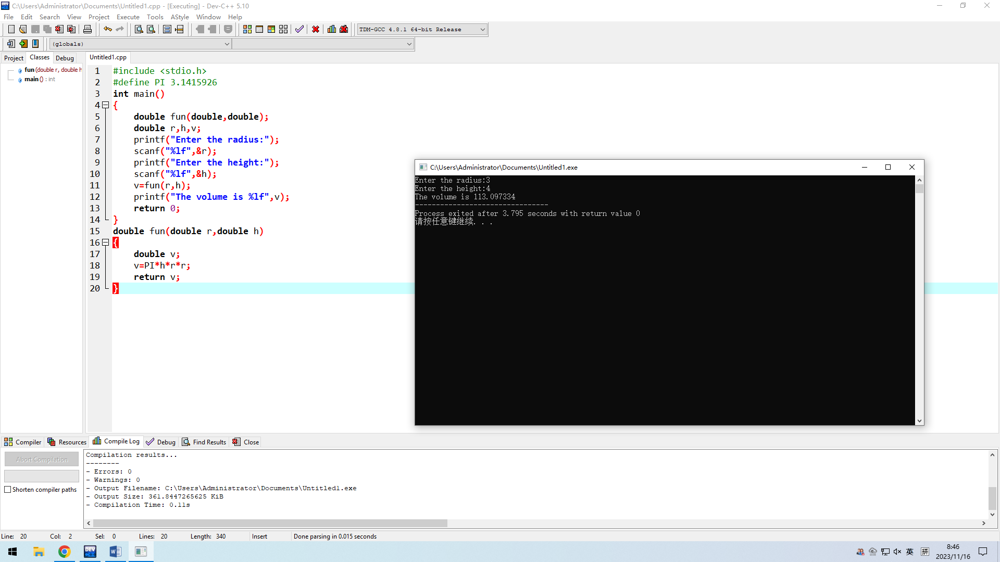 C:\Users\Administrator\Documents\Untitled1.cpp - [Executing] - Dev-C++ 5.10
File Edit Search View Project Execute Tools AStyle Window Help
TDM-GCC 4.8.1 64-bit Release
(globals)
Project Classes Debug
Untitled1.cpp
fun (double r, double h
main () : int
1 #include <stdio.h>
2 #define PI 3.1415926
3 int main()
4 {
5 double fun(double,double);
6 double r,h,v;
7 printf("Enter the radius:");
8 scanf("%lf",&r);
9 printf("Enter the height:");
10 scanf("%lf",&h);
11 v=fun(r,h);
12 printf("The volume is %lf",v);
13 return 0;
14 }
15 double fun(double r,double h)
16 {
17 double v;
18 v=PI*h*r*r;
19 return v;
20 }
C:\Users\Administrator\Documents\Untitled1.exe
Enter the radius:3
Enter the height:4
The volume is 113.097334
--------------------------------
Process exited after 3.795 seconds with return value 0
请按任意键继续. . .
Compiler Resources Compile Log Debug Find Results Close
Abort Compilation
Shorten compiler paths
Compilation results...
--------
- Errors: 0
- Warnings: 0
- Output Filename: C:\Users\Administrator\Documents\Untitled1.exe
- Output Size: 361.8447265625 KiB
- Compilation Time: 0.11s
Line: 20 Col: 2 Sel: 0 Lines: 20 Length: 340 Insert Done parsing in 0.015 seconds
DEV
英
拼
8:46
2023/11/16